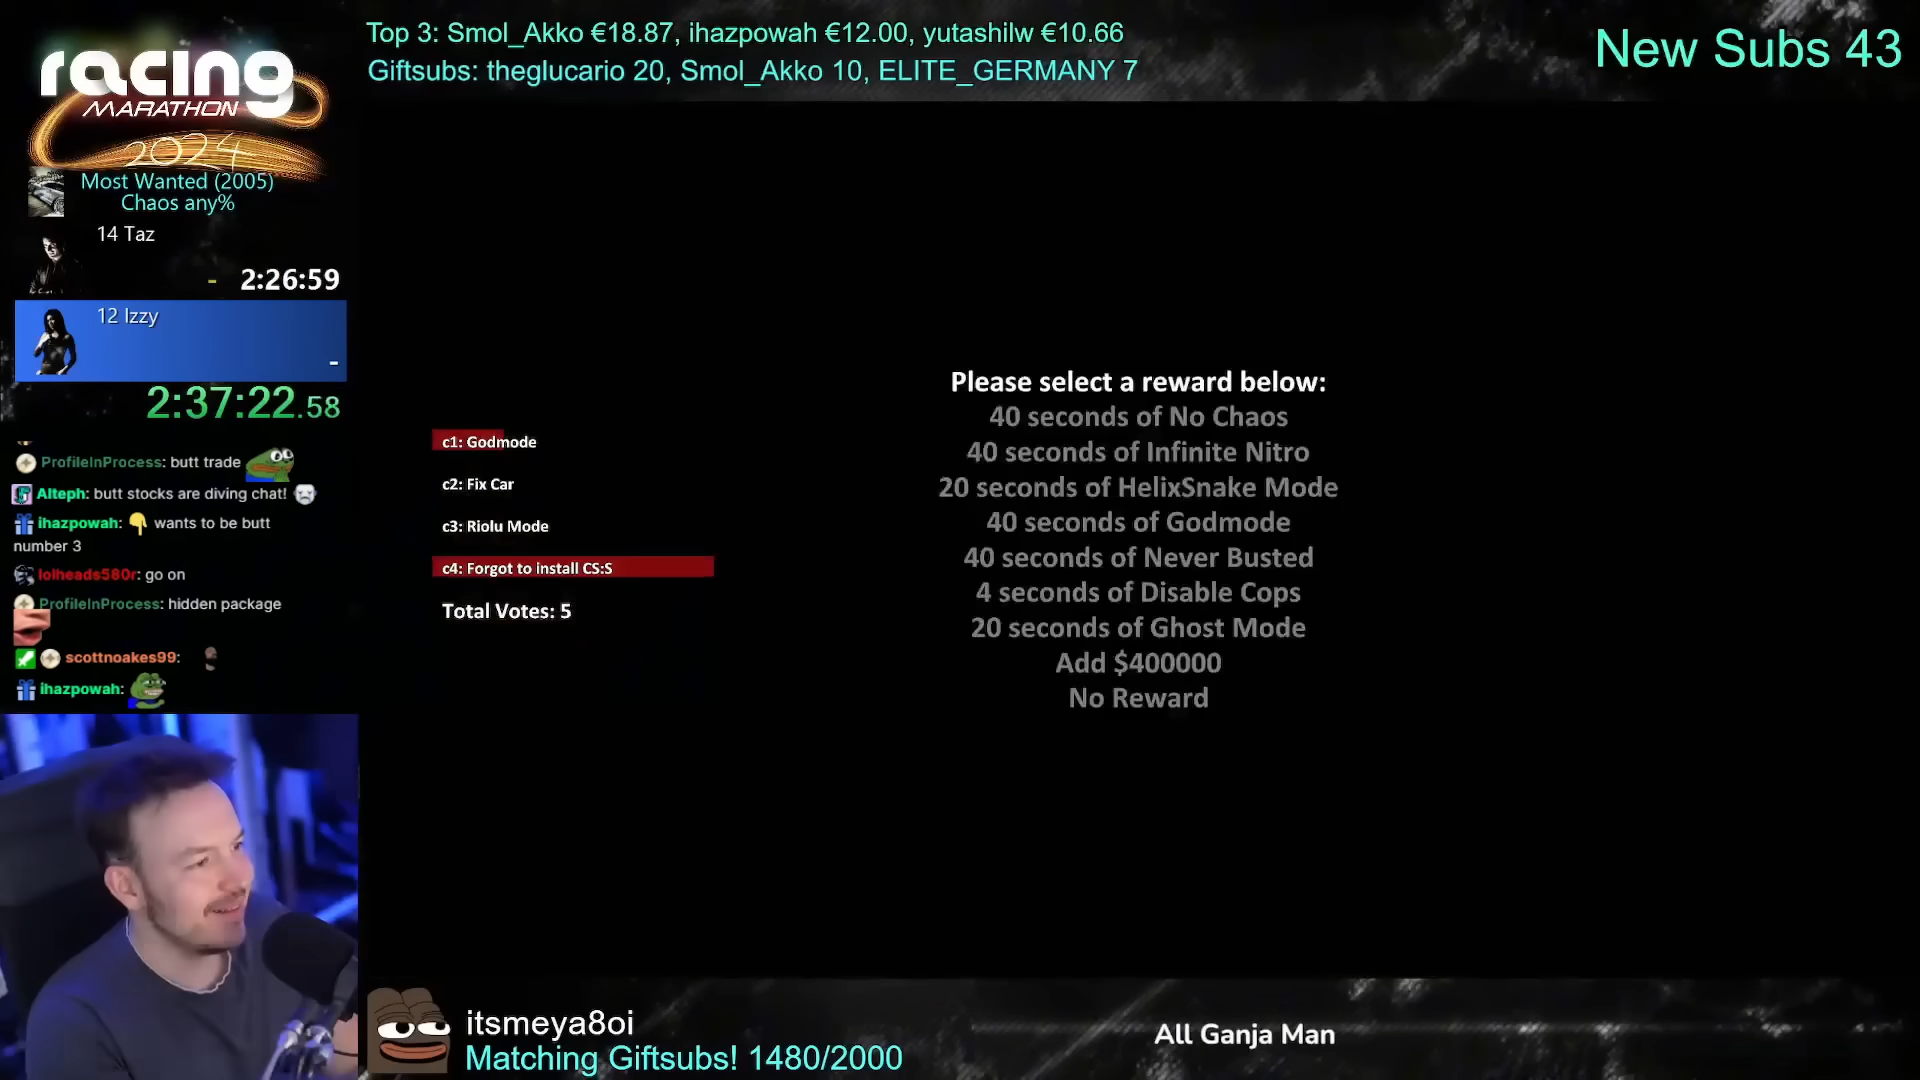 racing
MARATHON
2024
Most Wanted (2005)
Chaos any%
14 Taz
- 2:26:59
12 Izzy
-
2:37:22.58
ProfileInProcess: butt trade
Alteph: butt stocks are diving chat!
ihazpowah: wants to be butt
number 3
lolheads580r: go on
ProfileInProcess: hidden package
scottnoakes99:
ihazpowah:
Top 3: Smol_Akko €18.87, ihazpowah €12.00, yutashilw €10.66
Giftsubs: theglucario 20, Smol_Akko 10, ELITE_GERMANY 7
New Subs 43
c1: Godmode
c2: Fix Car
c3: Riolu Mode
c4: Forgot to install CS:S
Total Votes: 5
Please select a reward below:
40 seconds of No Chaos
40 seconds of Infinite Nitro
20 seconds of HelixSnake Mode
40 seconds of Godmode
40 seconds of Never Busted
4 seconds of Disable Cops
20 seconds of Ghost Mode
Add $400000
No Reward
itsmeya8oi
Matching Giftsubs! 1480/2000
All Ganja Man